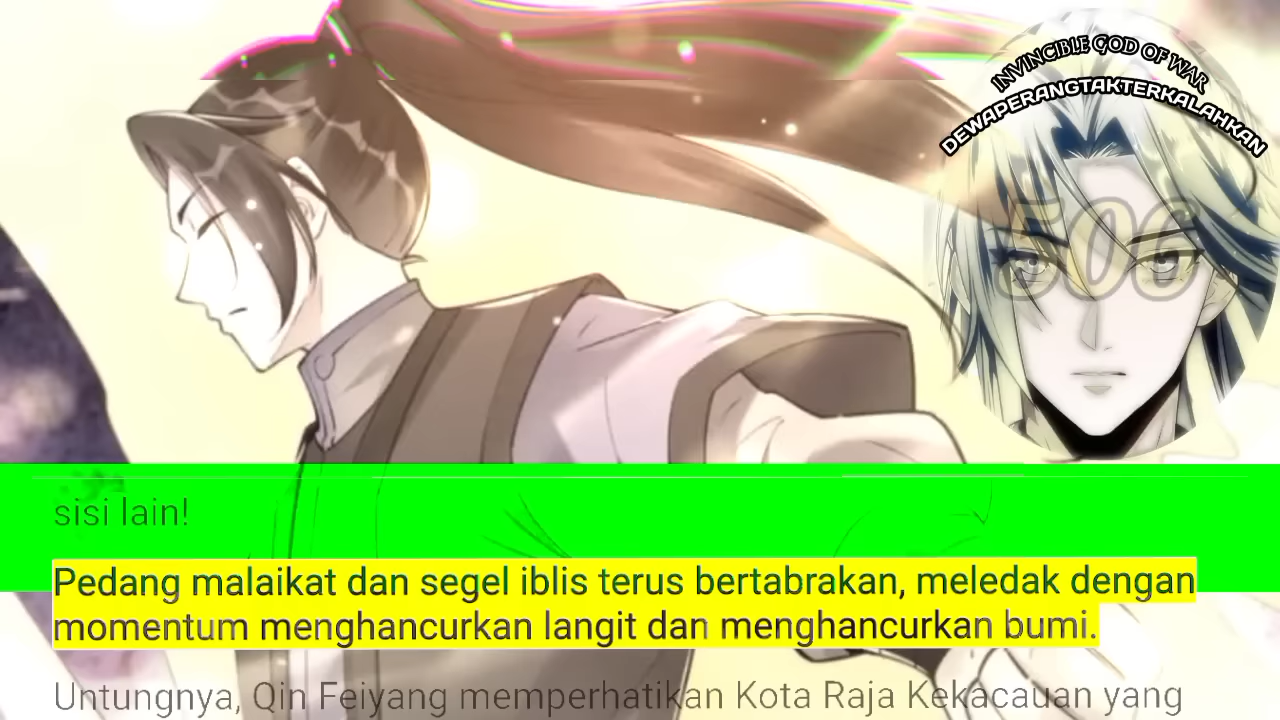 INVINCIBLE GOD OF WAR
DEWAPERANGTAKTERKALAHKAN
506
sisi lain!
Pedang malaikat dan segel iblis terus bertabrakan, meledak dengan
momentum menghancurkan langit dan menghancurkan bumi.
Untungnya, Qin Feiyang memperhatikan Kota Raja Kekacauan yang